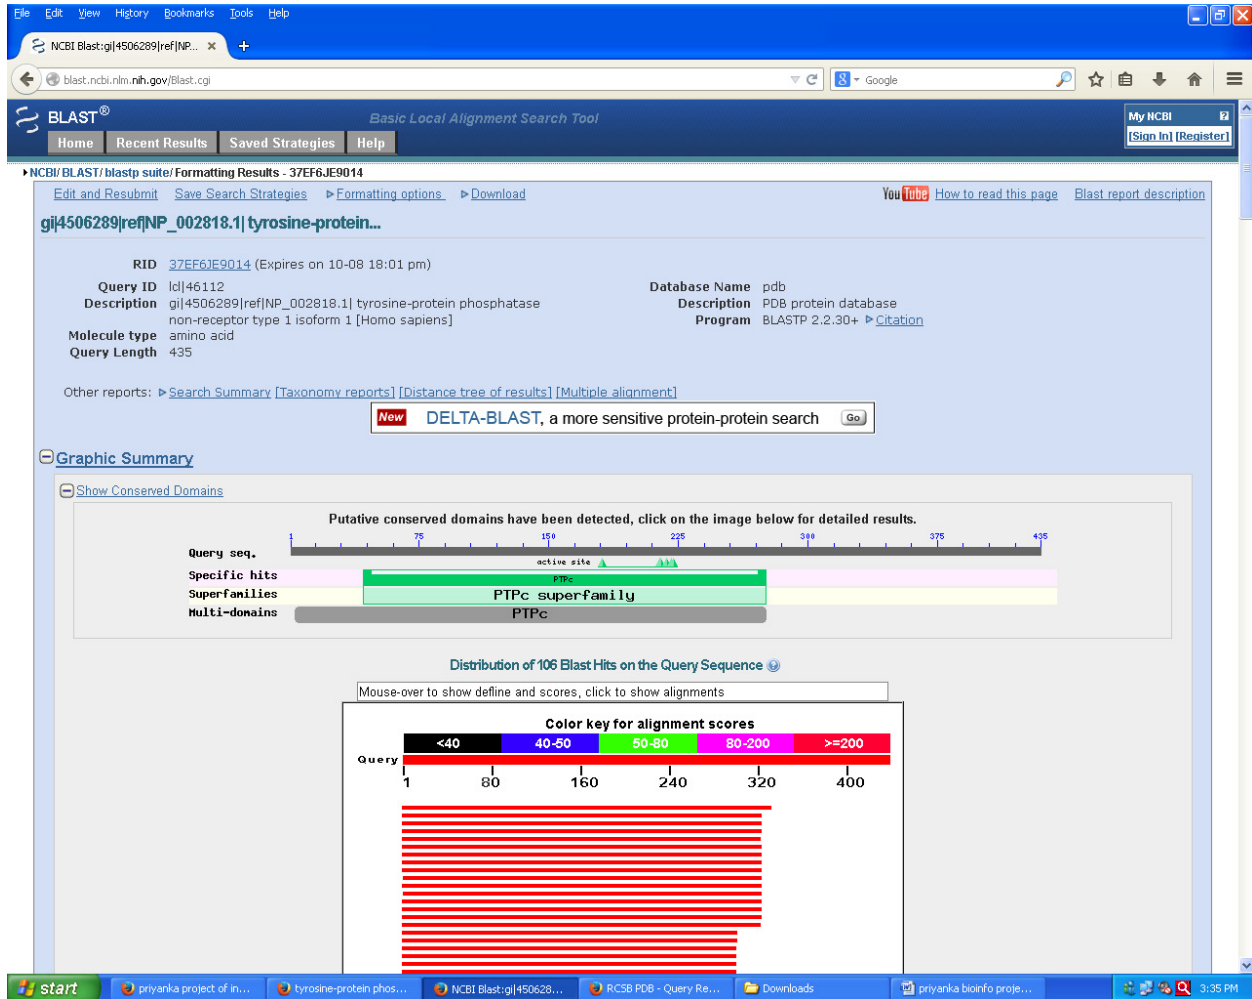 File Edit View History Bookmarks Tools Help
NCBI Blast:gi|4506289|ref|NP... × +
blast.ncbi.nlm.nih.gov/Blast.cgi
Google
BLAST® Basic Local Alignment Search Tool
My NCBI
[Sign In] [Register]
Home Recent Results Saved Strategies Help
NCBI/ BLAST/ blastp suite/ Formatting Results - 37EF6JE9014
Edit and Resubmit Save Search Strategies Formatting options Download
YouTube How to read this page Blast report description
gi|4506289|ref|NP_002818.1| tyrosine-protein...
RID 37EF6JE9014 (Expires on 10-08 18:01 pm)
Query ID lcl|46112
Description gi|4506289|ref|NP_002818.1| tyrosine-protein phosphatase
non-receptor type 1 isoform 1 [Homo sapiens]
Molecule type amino acid
Query Length 435
Database Name pdb
Description PDB protein database
Program BLASTP 2.2.30+ Citation
Other reports: Search Summary [Taxonomy reports] [Distance tree of results] [Multiple alignment]
New DELTA-BLAST, a more sensitive protein-protein search Go
Graphic Summary
Show Conserved Domains
Putative conserved domains have been detected, click on the image below for detailed results.
1 75 150 225 300 375 435
Query seq.
active site
Specific hits PTPc
Superfamilies PTPc superfamily
Multi-domains PTPc
Distribution of 106 Blast Hits on the Query Sequence
Mouse-over to show defline and scores, click to show alignments
Color key for alignment scores
<40 40-50 50-80 80-200 >=200
Query
1 80 160 240 320 400
start priyanka project of in... tyrosine-protein phos... NCBI Blast:gi|450628... RCSB PDB - Query Re... Downloads priyanka bioinfo proje... 3:35 PM